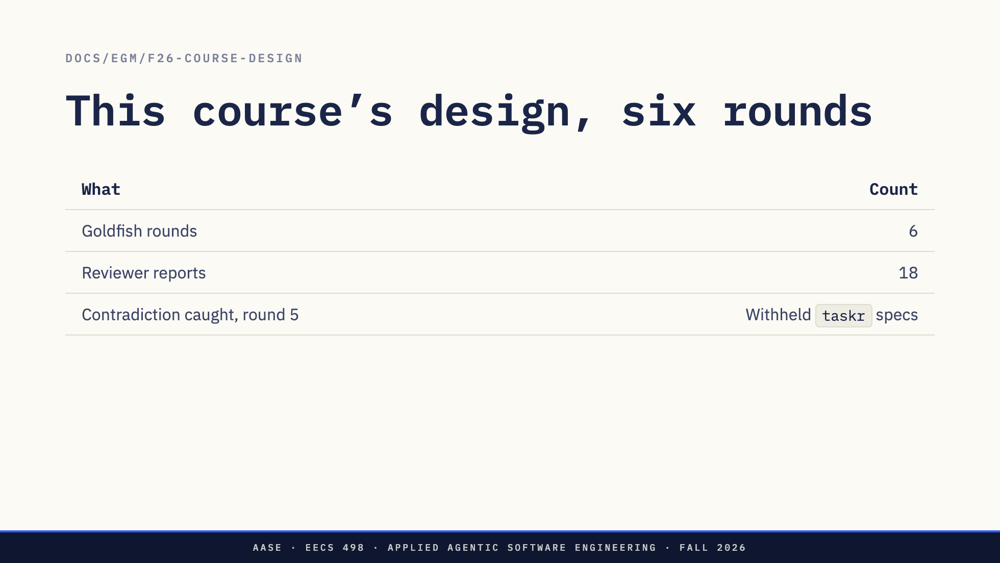 DOCS/EGM/F26-COURSE-DESIGN
This course’s design, six rounds
What Count
Goldfish rounds 6
Reviewer reports 18
Contradiction caught, round 5 Withheld taskr specs
AASE · EECS 498 · APPLIED AGENTIC SOFTWARE ENGINEERING · FALL 2026